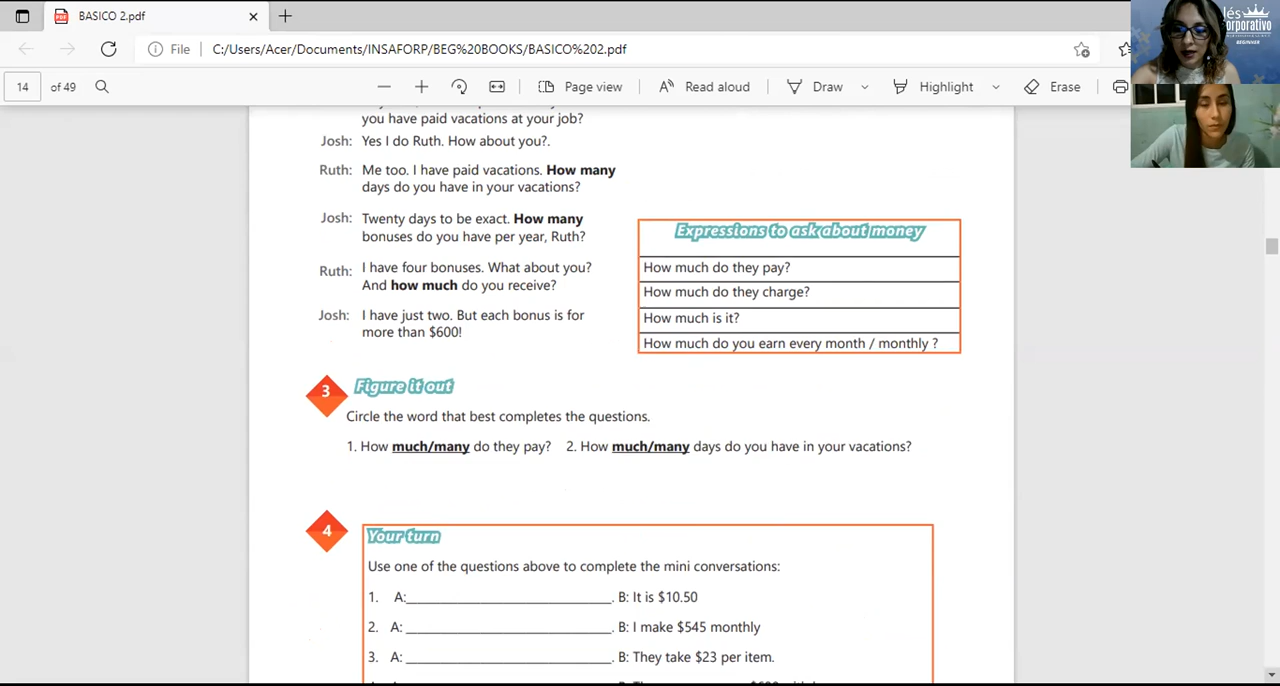 BASICO 2.pdf
File
C:/Users/Acer/Documents/INSAFORP/BEG%20BOOKS/BASICO%202.pdf
14 of 49
Page view
Read aloud
Draw
Highlight
Erase
lés
orporativo
BEGINNER
you have paid vacations at your job?
Josh: Yes I do Ruth. How about you?.
Ruth: Me too. I have paid vacations. How many
days do you have in your vacations?
Josh: Twenty days to be exact. How many
bonuses do you have per year, Ruth?
Ruth: I have four bonuses. What about you?
And how much do you receive?
Josh: I have just two. But each bonus is for
more than $600!
Expressions to ask about money
How much do they pay?
How much do they charge?
How much is it?
How much do you earn every month / monthly ?
3 Figure it out
Circle the word that best completes the questions.
1. How much/many do they pay? 2. How much/many days do you have in your vacations?
4 Your turn
Use one of the questions above to complete the mini conversations:
1. A:______________________________. B: It is $10.50
2. A: ______________________________. B: I make $545 monthly
3. A: ______________________________. B: They take $23 per item.